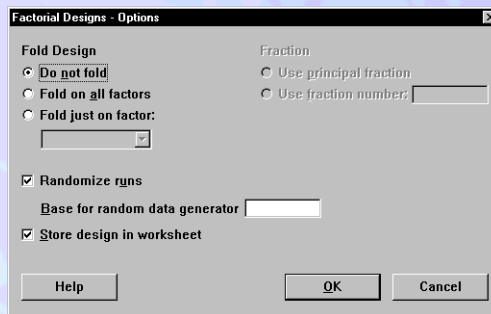 Factorial Designs - Options
Fold Design
Do not fold
Fold on all factors
Fold just on factor:
Fraction
Use principal fraction
Use fraction number:
Randomize runs
Base for random data generator
Store design in worksheet
Help
OK
Cancel